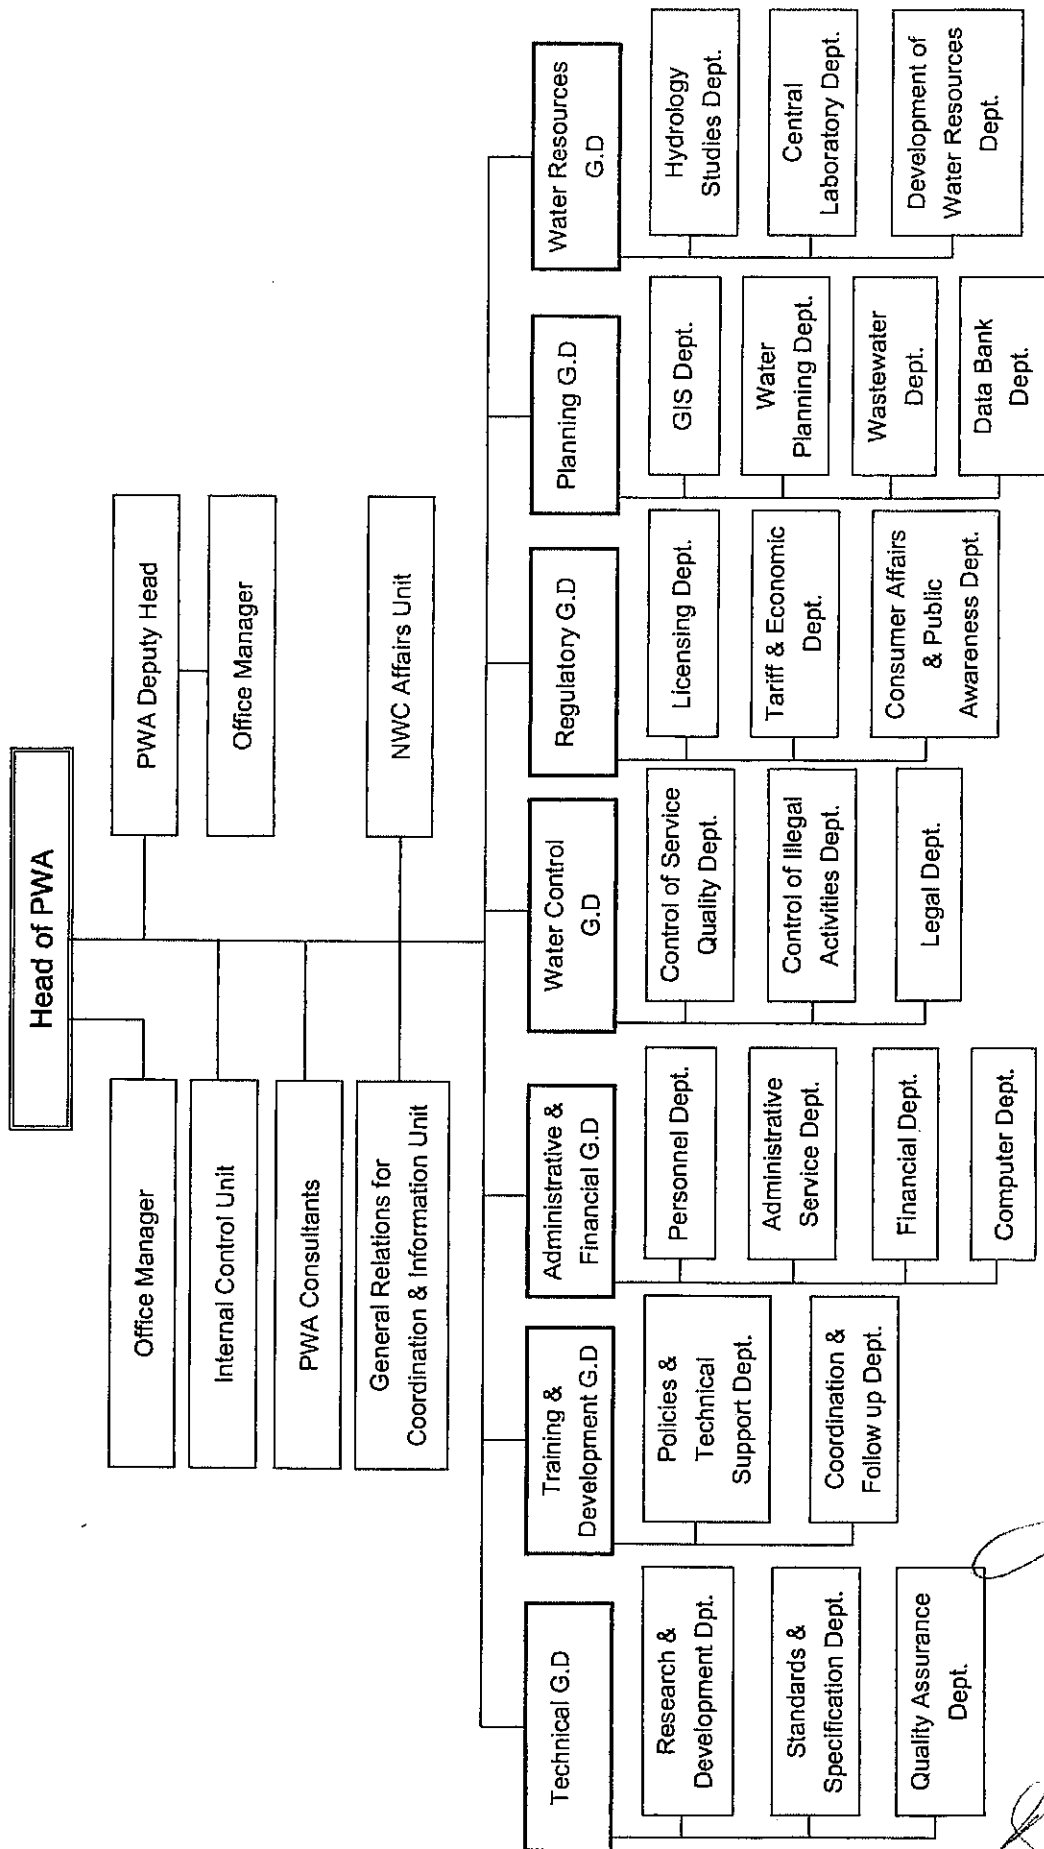 Head of PWA
Office Manager
Internal Control Unit
PWA Consultants
General Relations for
Coordination & Information Unit
PWA Deputy Head
Office Manager
NWC Affairs Unit
Technical G.D
Research &
Development Dpt.
Standards &
Specification Dept.
Quality Assurance
Dept.
Training &
Development G.D
Policies &
Technical
Support Dept.
Coordination &
Follow up Dept.
Administrative &
Financial G.D
Personnel Dept.
Administrative
Service Dept.
Financial Dept.
Computer Dept.
Water Control
G.D
Control of Service
Quality Dept.
Control of Illegal
Activities Dept.
Legal Dept.
Regulatory G.D
Licensing Dept.
Tariff & Economic
Dept.
Consumer Affairs
& Public
Awareness Dept.
Planning G.D
GIS Dept.
Water
Planning Dept.
Wastewater
Dept.
Data Bank
Dept.
Water Resources
G.D
Hydrology
Studies Dept.
Central
Laboratory Dept.
Development of
Water Resources
Dept.